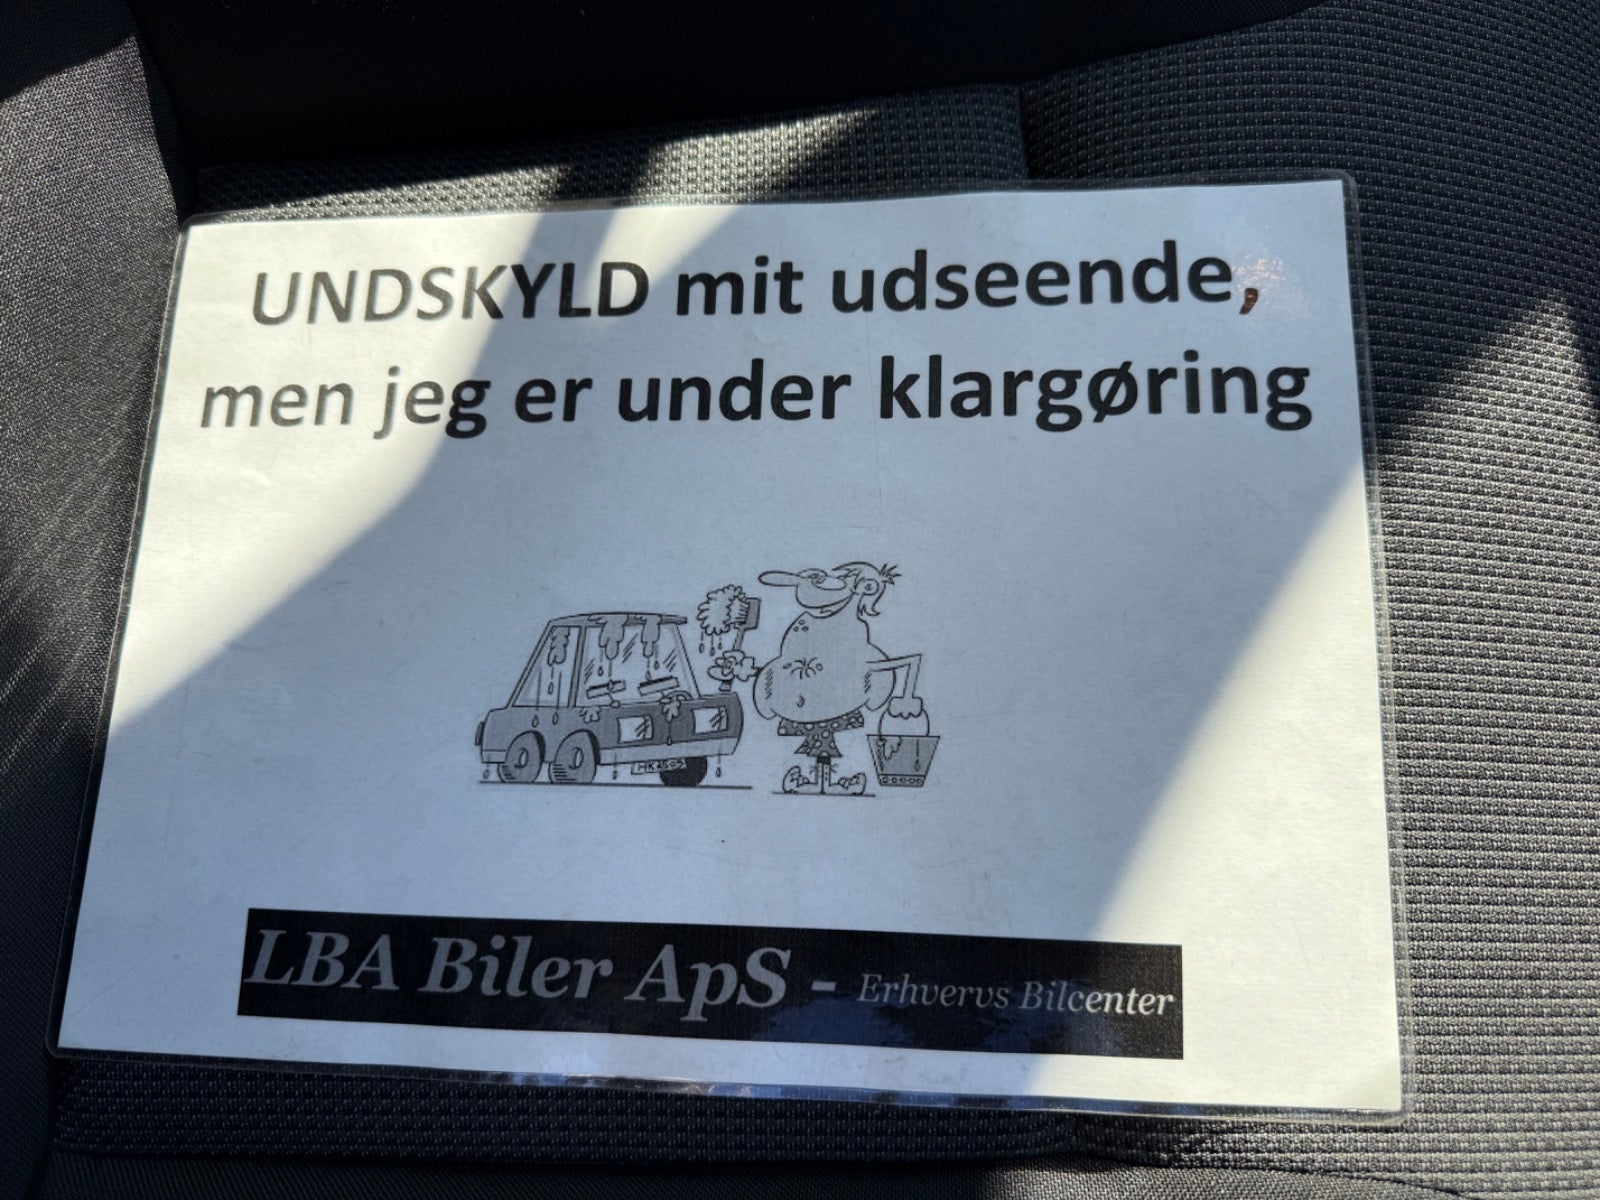 UNDSKYLD mit udseende,
men jeg er under klargøring
LBA Biler ApS - Erhvervs Bilcenter